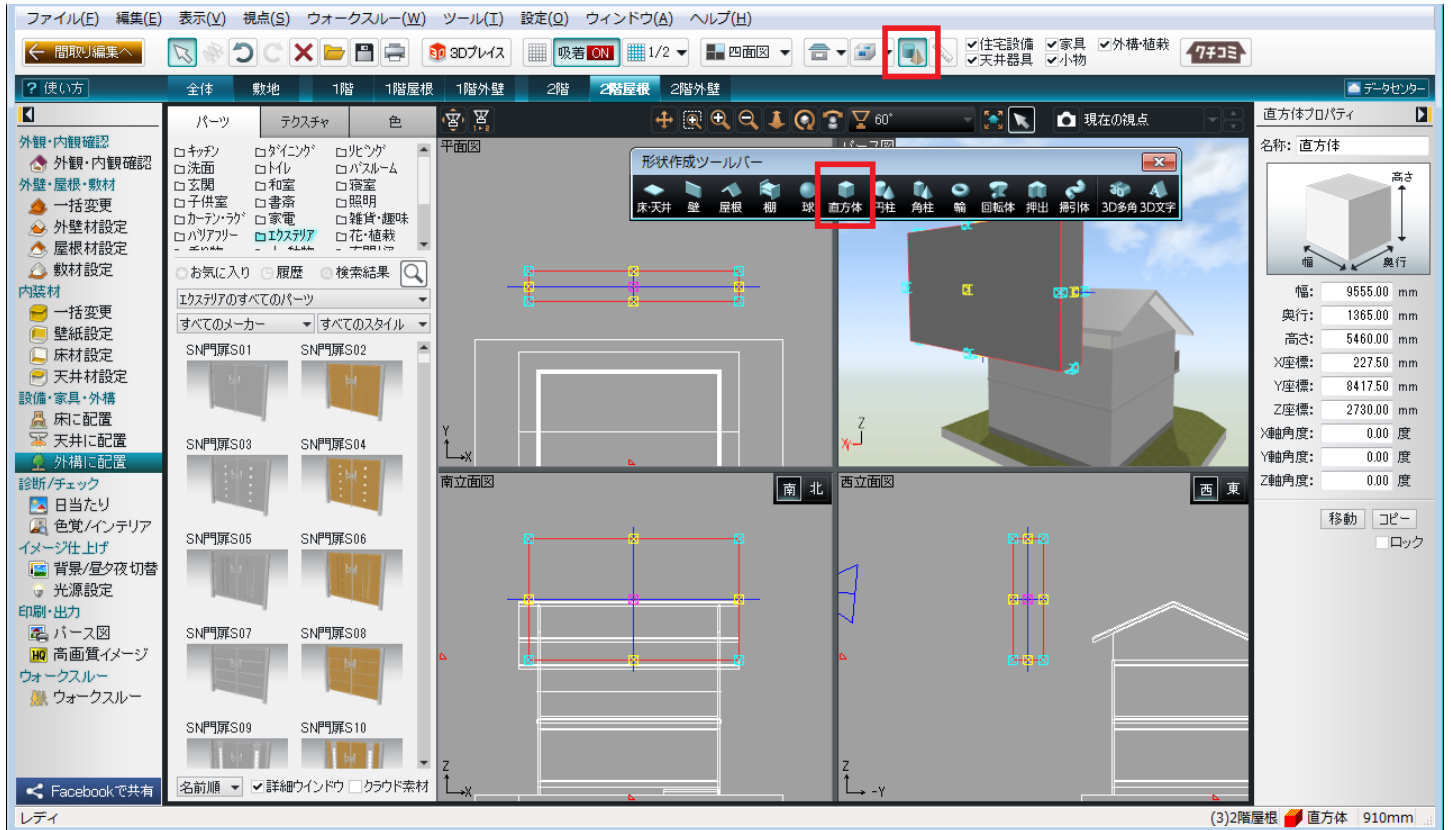 ファイル(F) 編集(E) 表示(V) 視点(S) ウォークスルー(W) ツール(T) 設定(O) ウィンドウ(A) ヘルプ(H)
間取り編集へ 3Dプレイス 吸着 ON 1/2 四面図 住宅設備 家具 外構・植栽 クチコミ
天井器具 小物
? 使い方 全体 敷地 1階 1階屋根 1階外壁 2階 2階屋根 2階外壁 データセンター
外観・内観確認
外観・内観確認
外壁・屋根・敷材
一括変更
外壁材設定
屋根材設定
敷材設定
内装材
一括変更
壁紙設定
床材設定
天井材設定
設備・家具・外構
床に配置
天井に配置
外構に配置
診断/チェック
日当たり
色覚/インテリア
イメージ仕上げ
背景/昼夕夜切替
光源設定
印刷・出力
パース図
HQ 高画質イメージ
ウォークスルー
ウォークスルー
Facebookで共有
パーツ テクスチャ 色
キッチン ダイニング リビング
洗面 トイレ バスルーム
玄関 和室 寝室
子供室 書斎 照明
カーテン・ラグ 家電 雑貨・趣味
バリアフリー エクステリア 花・植栽
お気に入り 履歴 検索結果
エクステリアのすべてのパーツ
すべてのメーカー すべてのスタイル
SN門扉S01 SN門扉S02
SN門扉S03 SN門扉S04
SN門扉S05 SN門扉S06
SN門扉S07 SN門扉S08
SN門扉S09 SN門扉S10
名前順 詳細ウインドウ クラウド素材
60° 現在の視点
平面図
パース図
形状作成ツールバー
床・天井 壁 屋根 棚 球 直方体 円柱 角柱 輪 回転体 押出 掃引体 3D多角 3D文字
Y
X
Z
X
南立面図 南 北
Z
X
西立面図 西 東
Z
-Y
直方体プロパティ
名称: 直方体
高さ
幅 奥行
幅: 9555.00 mm
奥行: 1365.00 mm
高さ: 5460.00 mm
X座標: 227.50 mm
Y座標: 8417.50 mm
Z座標: 2730.00 mm
X軸角度: 0.00 度
Y軸角度: 0.00 度
Z軸角度: 0.00 度
移動 コピー
ロック
レディ (3)2階屋根 直方体 910mm